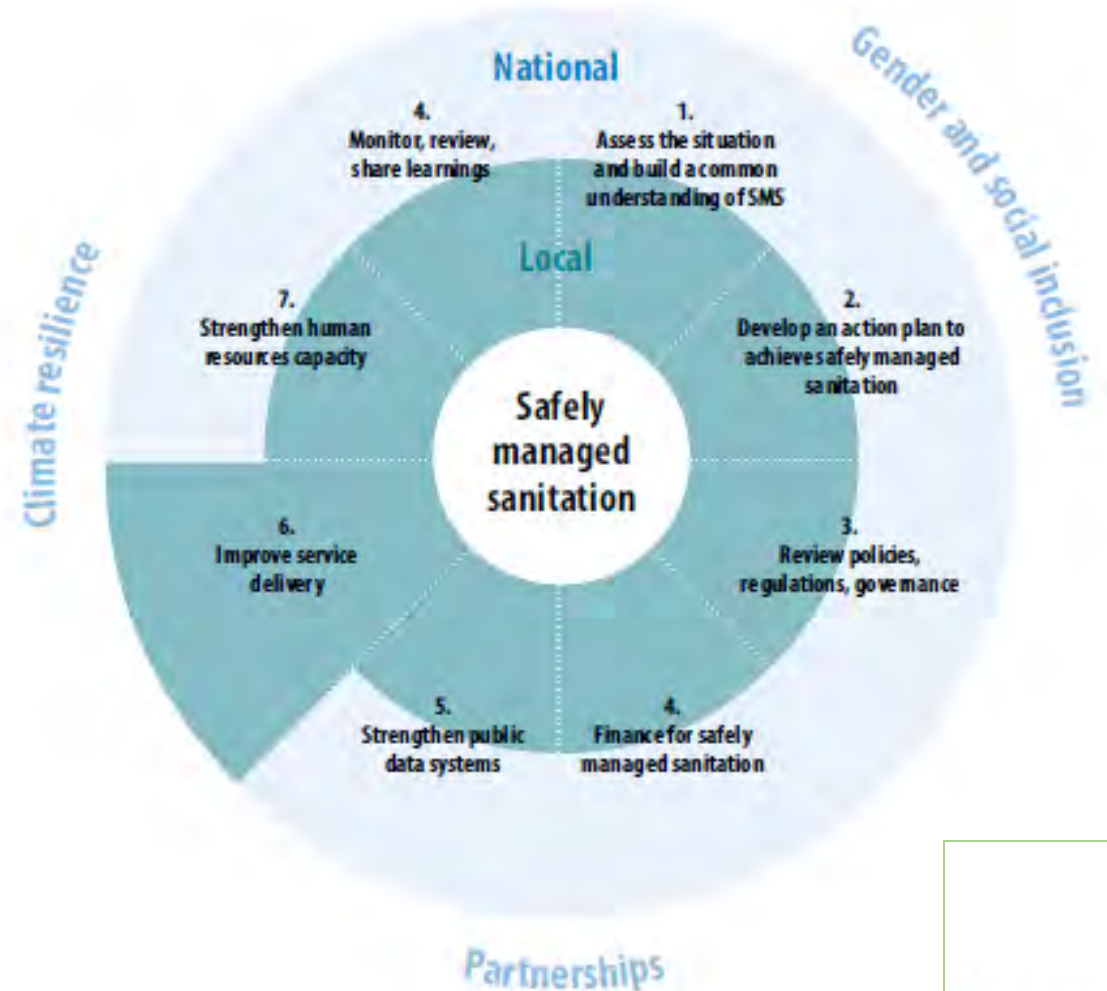 National
Gender and social inclusion
4.
Monitor, review,
share learnings
1.
Assess the situation
and build a common
understanding of SMS
Local
7.
Strengthen human
resources capacity
2.
Develop an action plan to
achieve safely managed
sanitation
Climate resilience
Safely
managed
sanitation
6.
Improve service
delivery
3.
Review policies,
regulations, governance
5.
Strengthen public
data systems
4.
Finance for safely
managed sanitation
Partnerships